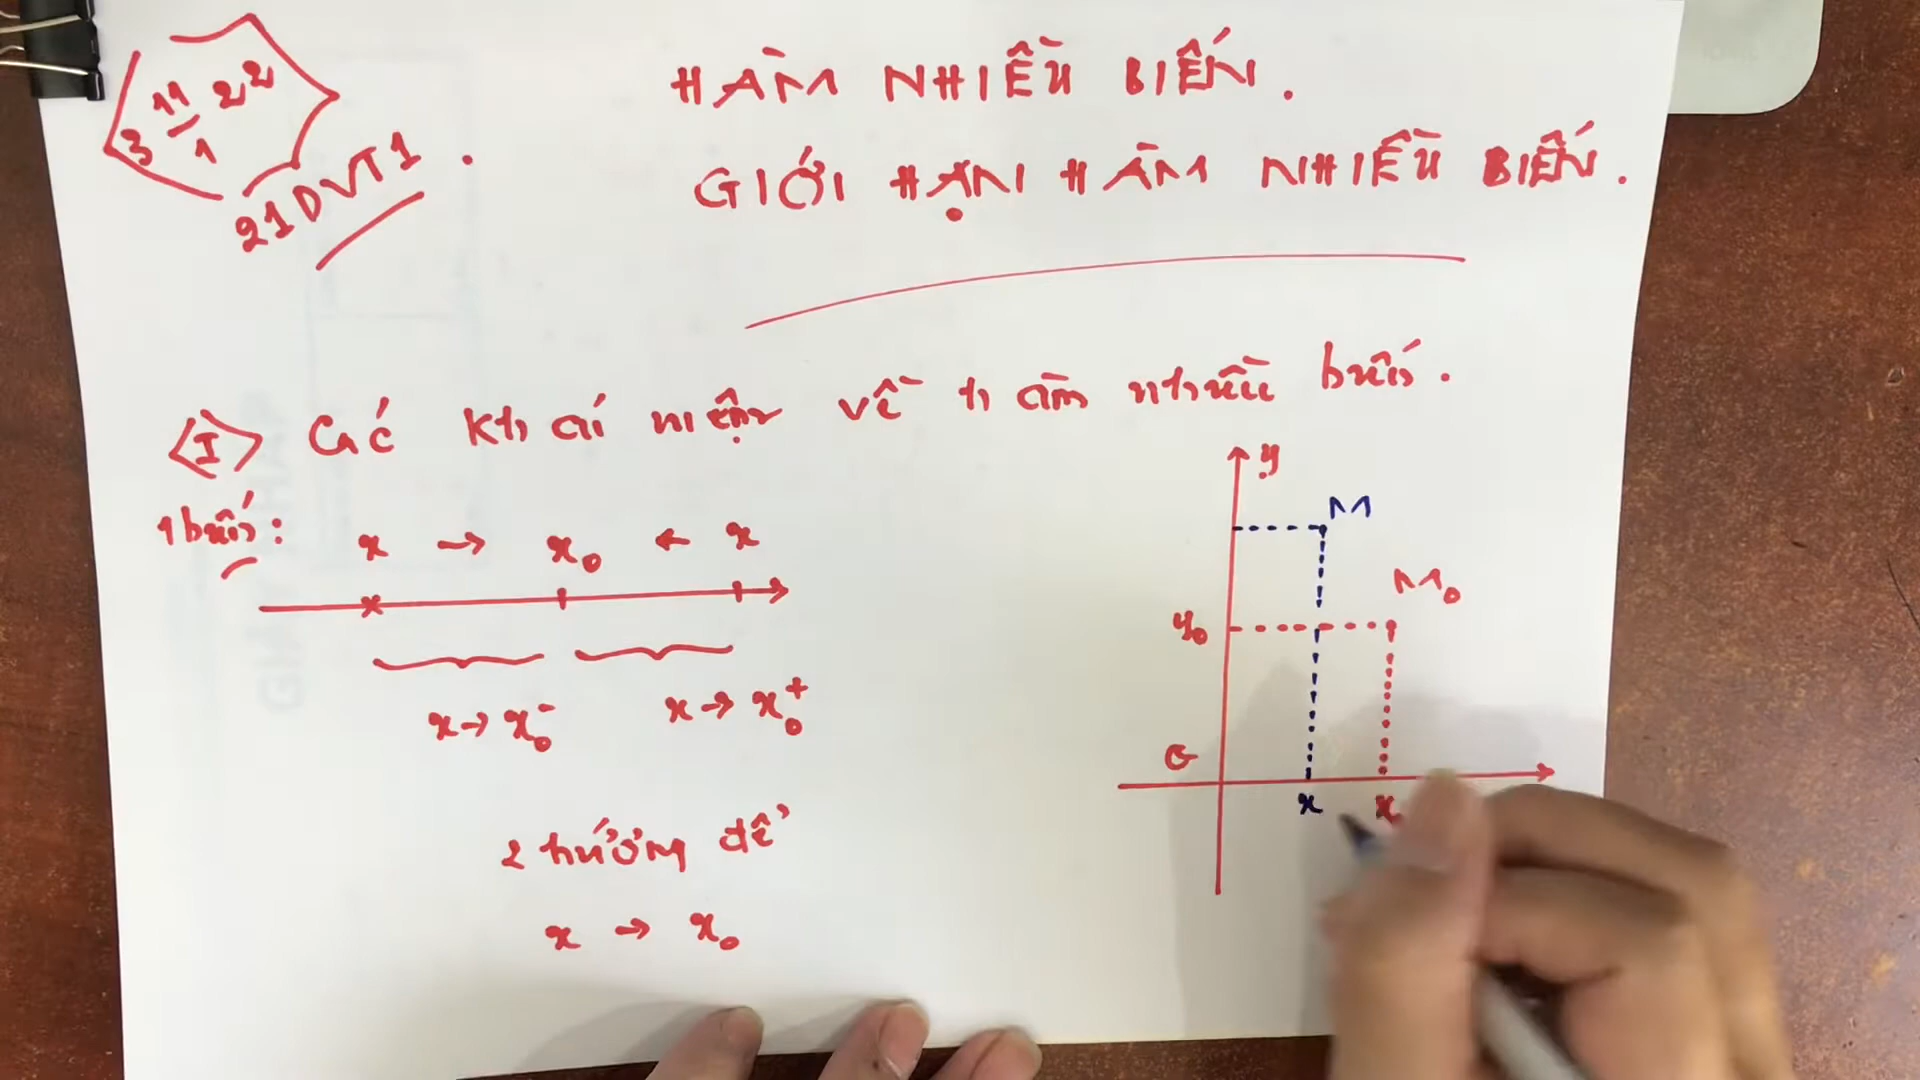 3 11/1 22
21DVT1.
HÀM NHIỀU BIẾN.
GIỚI HẠN HÀM NHIỀU BIẾN.
I Các khái niệm về hàm nhiều biến.
1 biến:
x → x₀ ← x
x → x₀⁻ x → x₀⁺
2 hướng để
x → x₀
y
M
M₀
y₀
O
x x